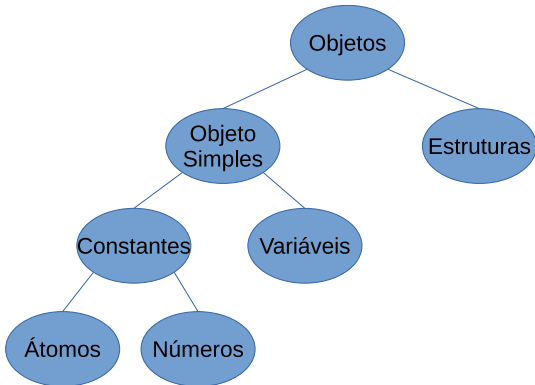 Objetos
Objeto
Simples
Estruturas
Constantes
Variáveis
Átomos
Números